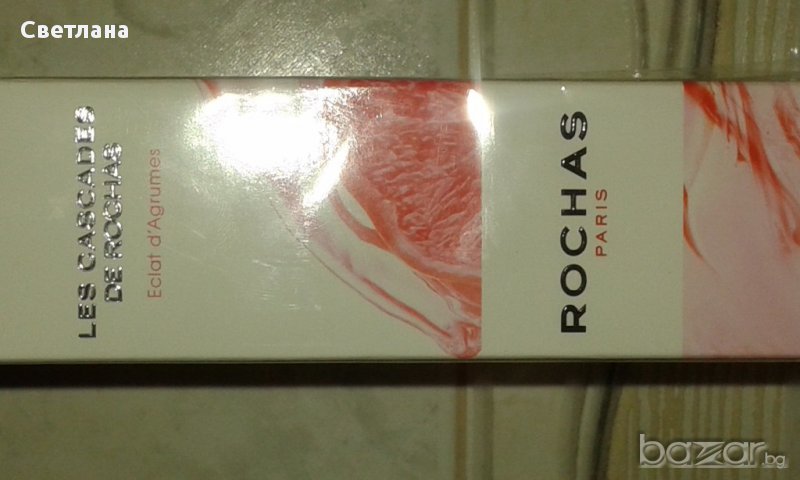 Светлана
LES CASCADES
DE ROCHAS
Eclat d'Agrumes
ROCHAS
PARIS
bazar.bg